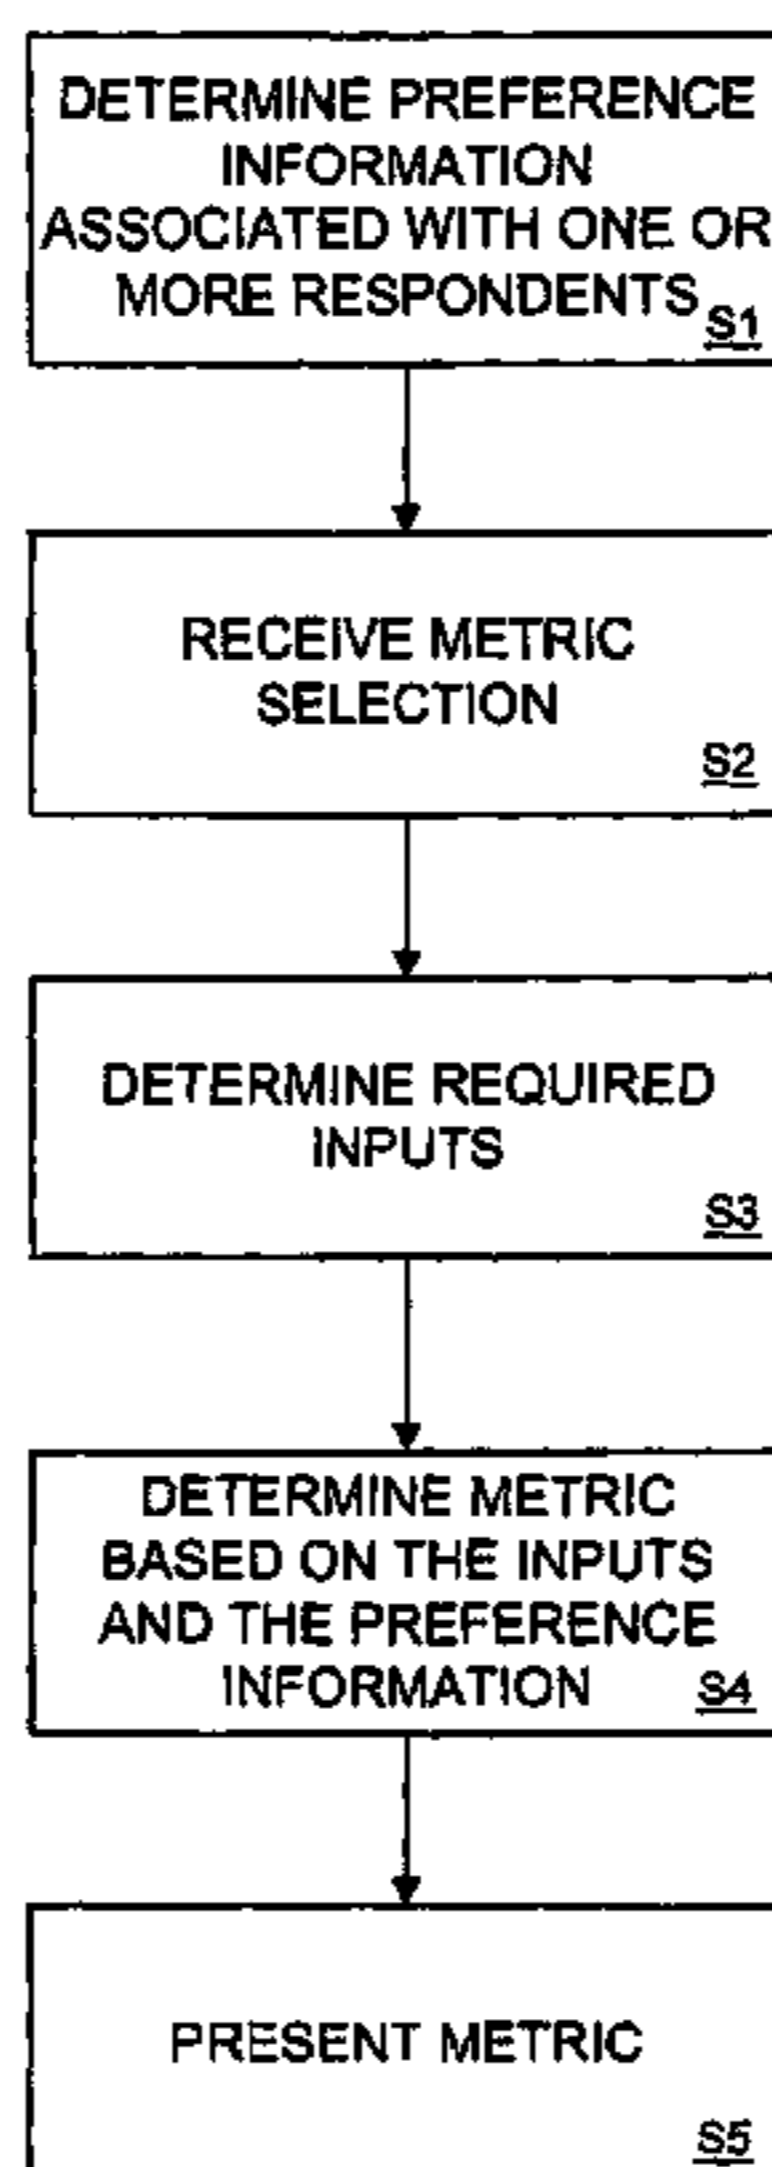 DETERMINE PREFERENCE
INFORMATION
ASSOCIATED WITH ONE OR
MORE RESPONDENTS
S1
RECEIVE METRIC
SELECTION
S2
DETERMINE REQUIRED
INPUTS
S3
DETERMINE METRIC
BASED ON THE INPUTS
AND THE PREFERENCE
INFORMATION
S4
PRESENT METRIC
S5